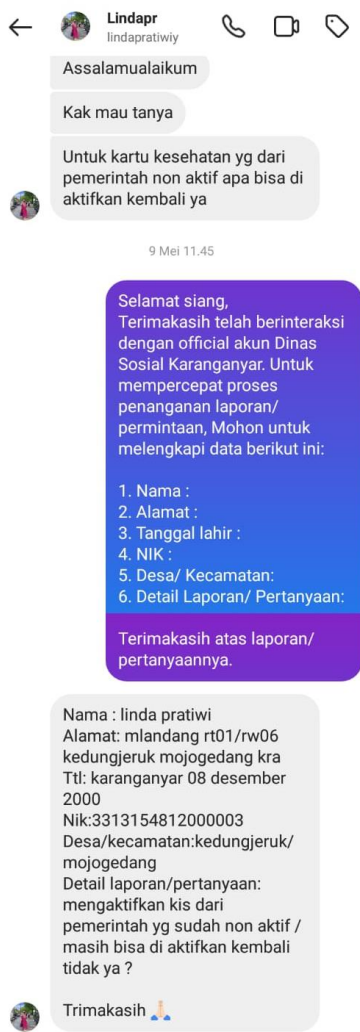 Lindapr
lindapratiwiy
Assalamualaikum
Kak mau tanya
Untuk kartu kesehatan yg dari
pemerintah non aktif apa bisa di
aktifkan kembali ya
9 Mei 11.45
Selamat siang,
Terimakasih telah berinteraksi
dengan official akun Dinas
Sosial Karanganyar. Untuk
mempercepat proses
penanganan laporan/
permintaan, Mohon untuk
melengkapi data berikut ini:
1. Nama :
2. Alamat :
3. Tanggal lahir :
4. NIK :
5. Desa/ Kecamatan:
6. Detail Laporan/ Pertanyaan:
Terimakasih atas laporan/
pertanyaannya.
Nama : linda pratiwi
Alamat: mlandang rt01/rw06
kedungjeruk mojogedang kra
Ttl: karanganyar 08 desember
2000
Nik:3313154812000003
Desa/kecamatan:kedungjeruk/
mojogedang
Detail laporan/pertanyaan:
mengaktifkan kis dari
pemerintah yg sudah non aktif /
masih bisa di aktifkan kembali
tidak ya ?
Trimakasih 🙏🏻